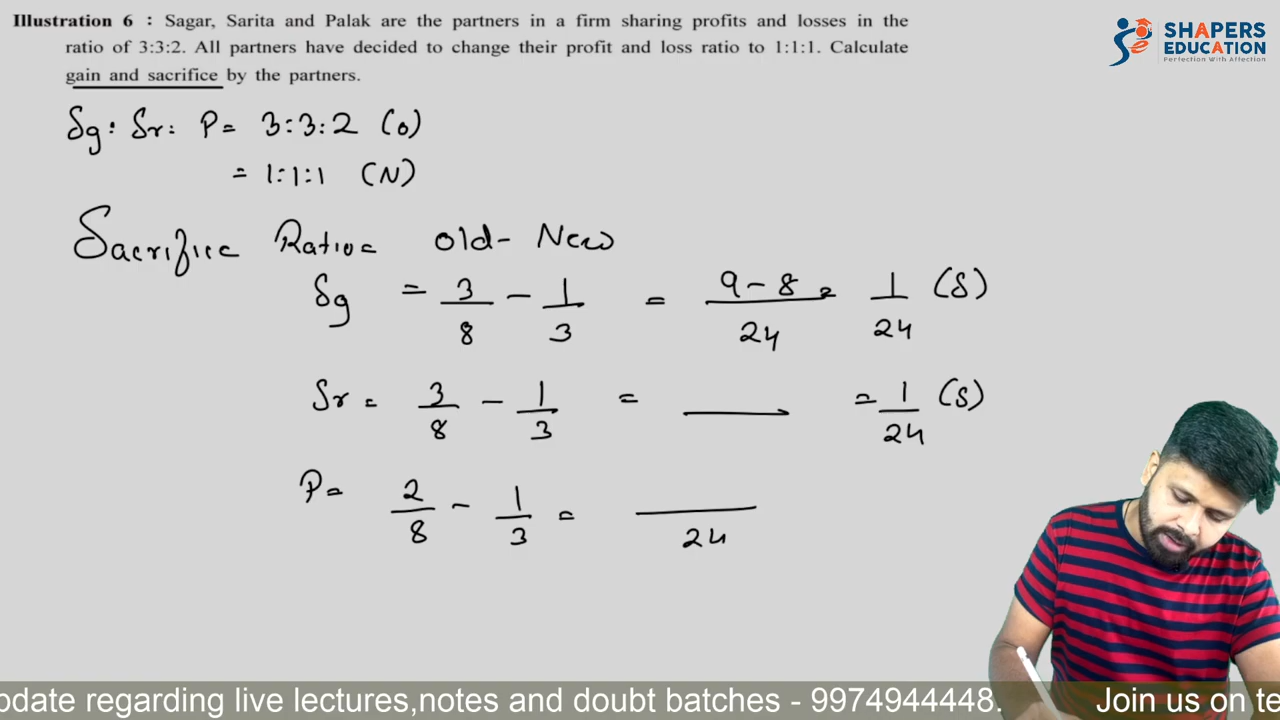 Illustration 6 : Sagar, Sarita and Palak are the partners in a firm sharing profits and losses in the
ratio of 3:3:2. All partners have decided to change their profit and loss ratio to 1:1:1. Calculate
gain and sacrifice by the partners.
SHAPERS
EDUCATION
Perfection With Affection
Sg: Sr: P= 3:3:2 (O)
= 1:1:1 (N)
Sacrifice Ratio= Old- New
Sg = 3/8 - 1/3 = 9-8/24 = 1/24 (S)
Sr = 3/8 - 1/3 = = 1/24 (S)
P= 2/8 - 1/3 = /24
pdate regarding live lectures,notes and doubt batches - 9974944448. Join us on te